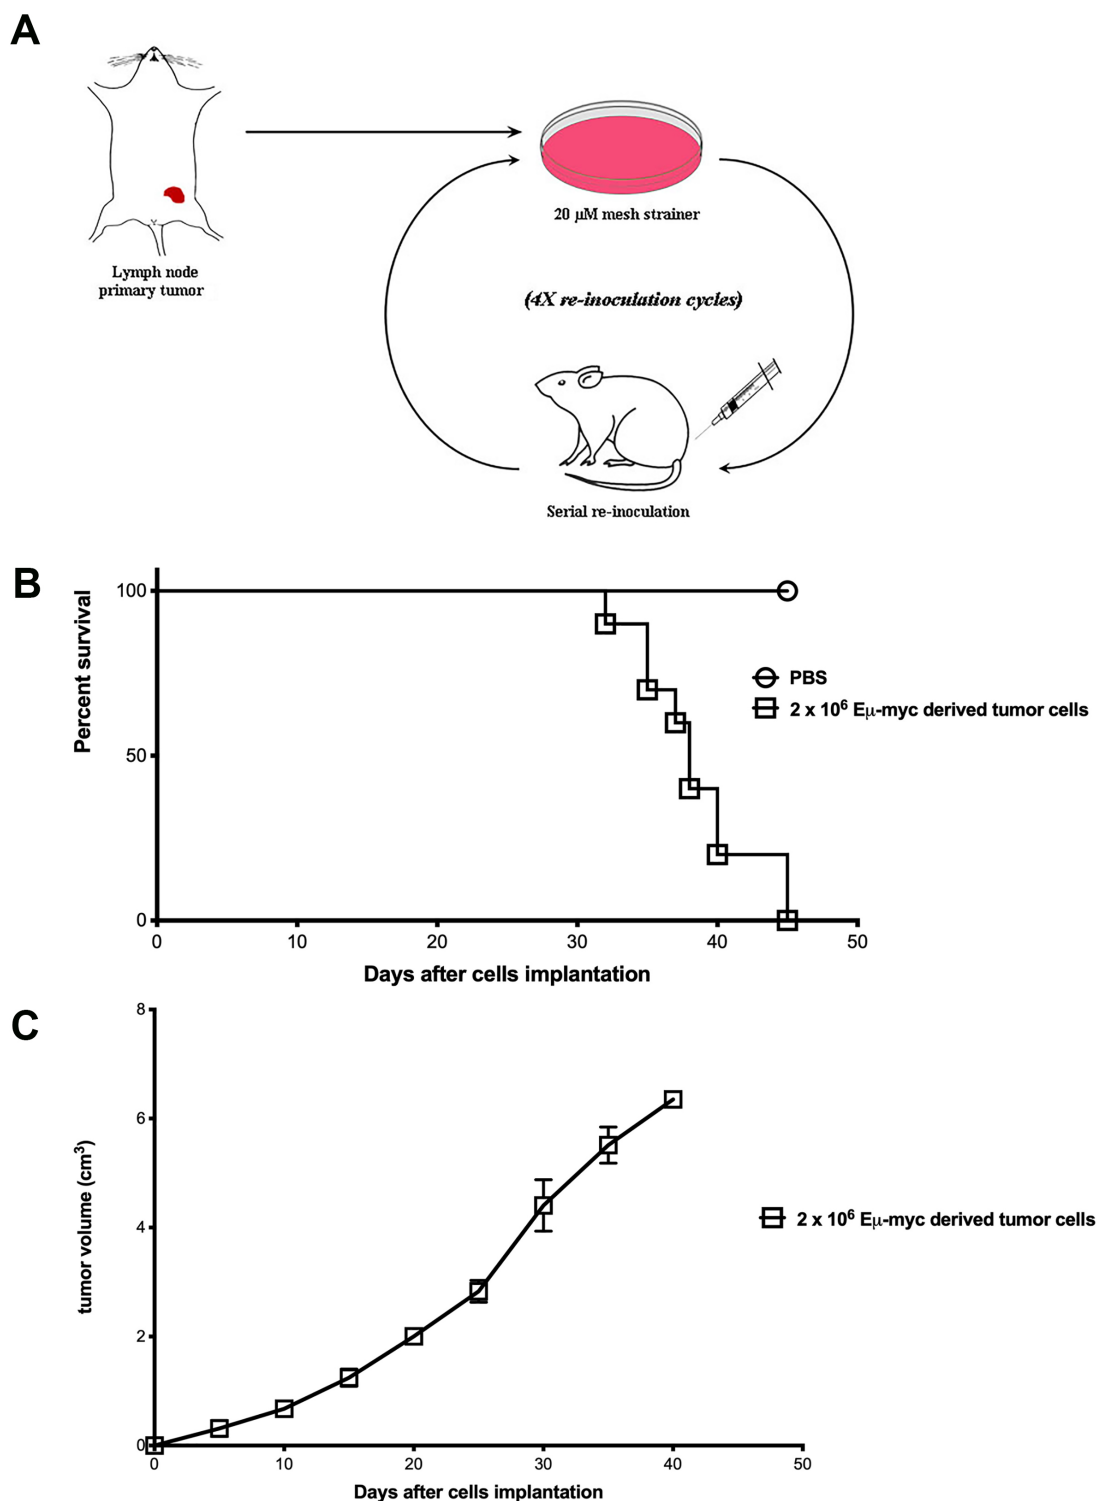 A
Lymph node
primary tumor
20 µM mesh strainer
(4X re-inoculation cycles)
Serial re-inoculation
B
Percent survival
100
50
0
0 10 20 30 40 50
Days after cells implantation
PBS
2 x 10⁶ Eμ-myc derived tumor cells
C
tumor volume (cm³)
8
6
4
2
0
0 10 20 30 40 50
Days after cells implantation
2 x 10⁶ Eμ-myc derived tumor cells